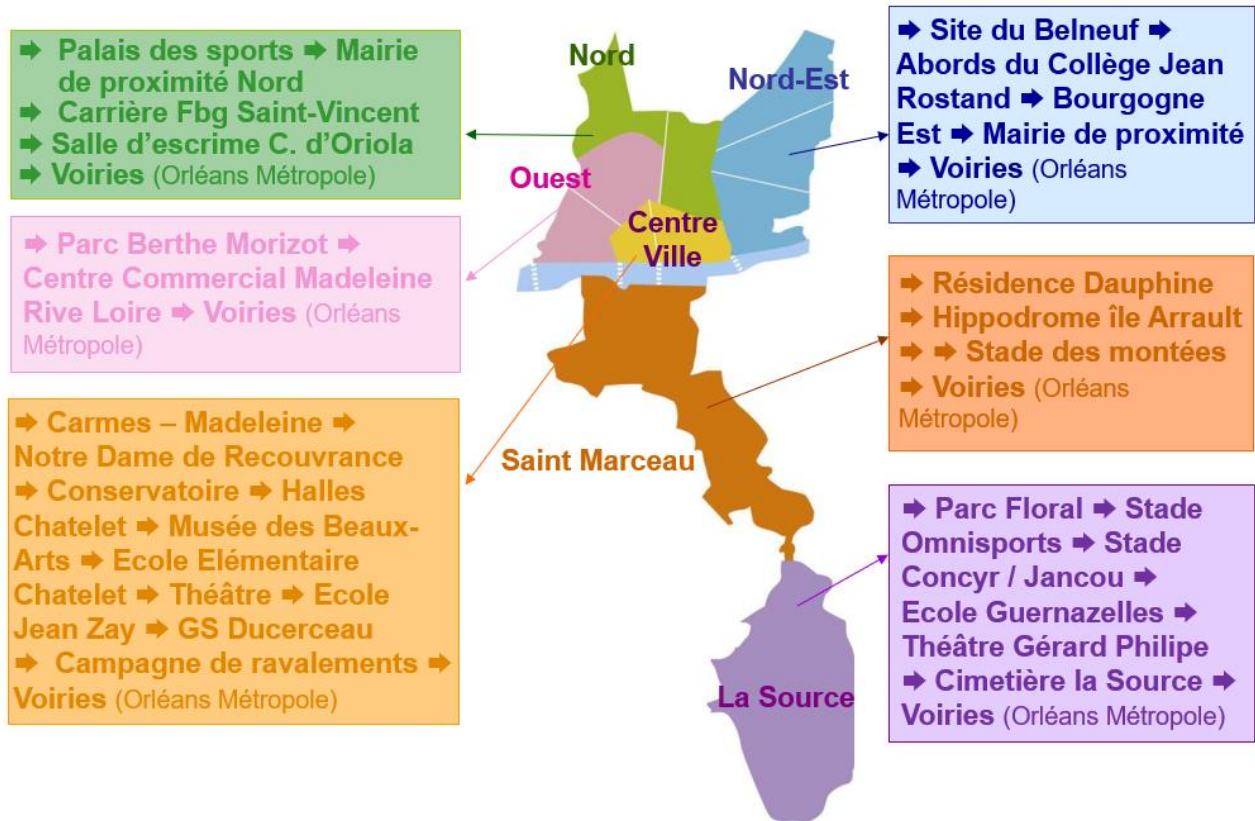 ➡ Palais des sports ➡ Mairie
de proximité Nord
➡ Carrière Fbg Saint-Vincent
➡ Salle d’escrime C. d’Oriola
➡ Voiries (Orléans Métropole)
➡ Parc Berthe Morizot ➡
Centre Commercial Madeleine
Rive Loire ➡ Voiries (Orléans
Métropole)
➡ Carmes – Madeleine ➡
Notre Dame de Recouvrance
➡ Conservatoire ➡ Halles
Chatelet ➡ Musée des Beaux-
Arts ➡ Ecole Elémentaire
Chatelet ➡ Théâtre ➡ Ecole
Jean Zay ➡ GS Ducerceau
➡ Campagne de ravalements ➡
Voiries (Orléans Métropole)
Nord
Nord-Est
Ouest
Centre
Ville
Saint Marceau
La Source
➡ Site du Belneuf ➡
Abords du Collège Jean
Rostand ➡ Bourgogne
Est ➡ Mairie de proximité
➡ Voiries (Orléans
Métropole)
➡ Résidence Dauphine
➡ Hippodrome île Arrault
➡ ➡ Stade des montées
➡ Voiries (Orléans
Métropole)
➡ Parc Floral ➡ Stade
Omnisports ➡ Stade
Concyr / Jancou ➡
Ecole Guernazelles ➡
Théâtre Gérard Philipe
➡ Cimetière la Source ➡
Voiries (Orléans Métropole)